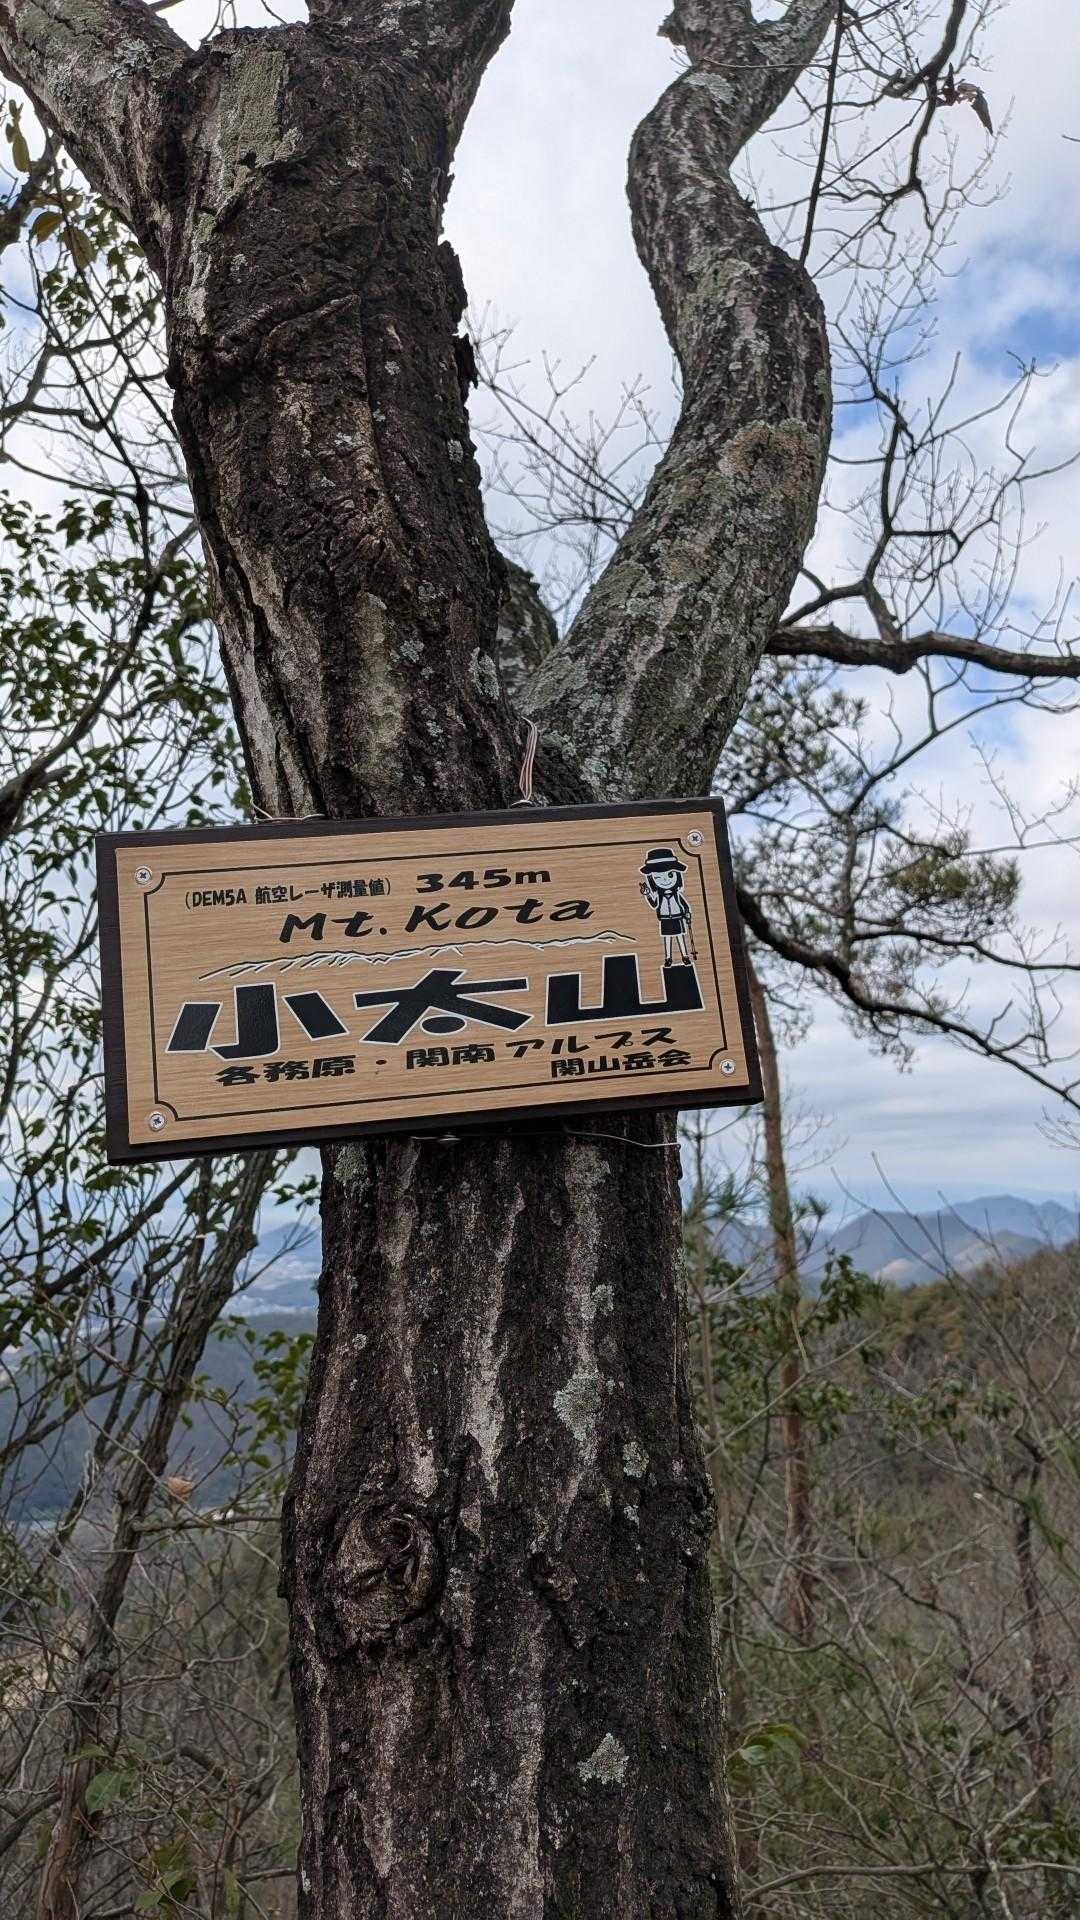 （DEM5A 航空レーザ測量値） 345m
Mt. Kota
小太山
各務原・関南アルプス
関山岳会